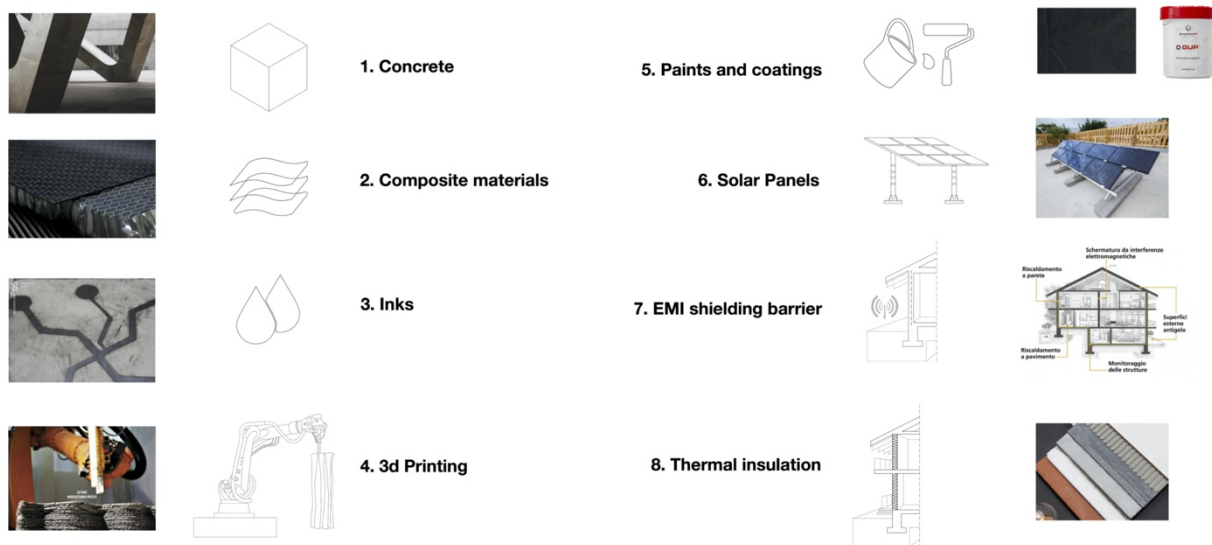 1. Concrete
2. Composite materials
3. Inks
4. 3d Printing
5. Paints and coatings
GUP
6. Solar Panels
7. EMI shielding barrier
Schermatura da interferenze
elettromagnetiche
Riscaldamento
a parete
Superfici
esterne
antigelo
Riscaldamento
a pavimento
Monitoraggio
delle strutture
8. Thermal insulation